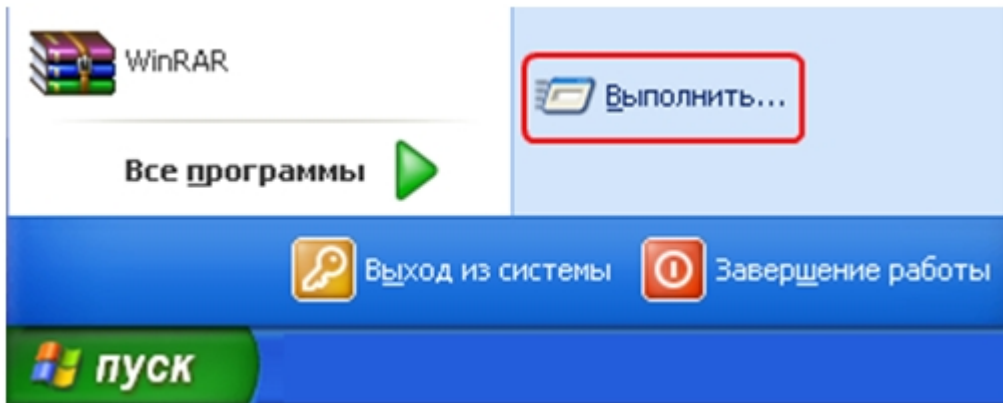 WinRAR
Выполнить...
Все программы
Выход из системы
Завершение работы
пуск